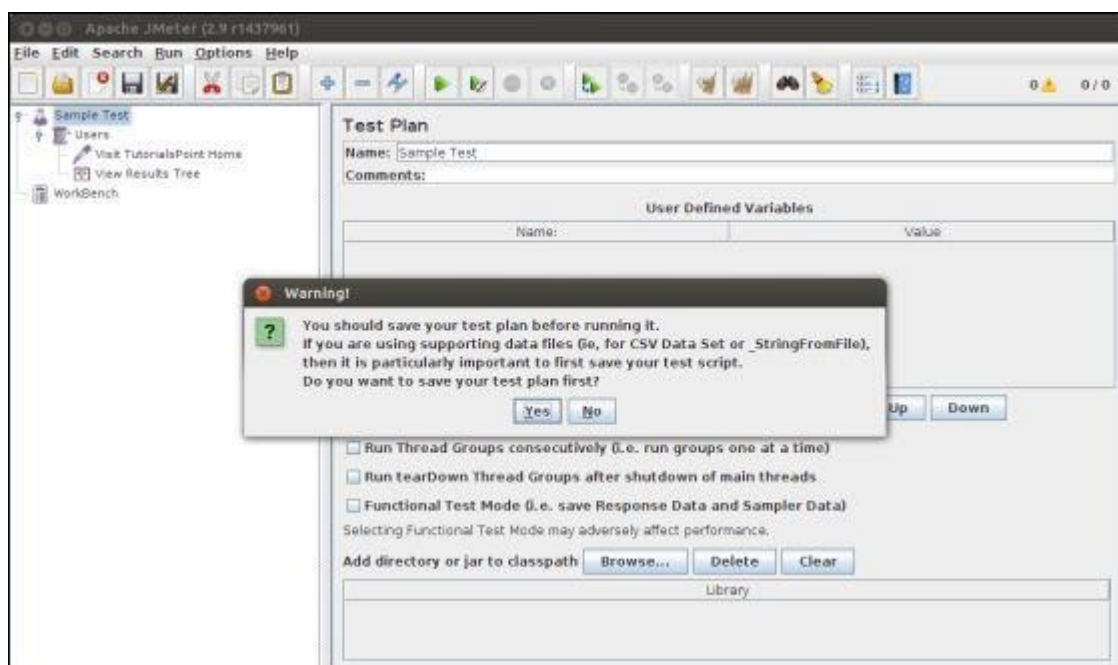 Apache JMeter (2.9 r1437961)
File Edit Search Run Options Help
0 0 / 0
Sample Test
Users
Visit TutorialsPoint Home
View Results Tree
WorkBench
Test Plan
Name: Sample Test
Comments:
User Defined Variables
Name: Value
Warning!
You should save your test plan before running it.
If you are using supporting data files (ie, for CSV Data Set or _StringFromFile),
then it is particularly important to first save your test script.
Do you want to save your test plan first?
Yes No
Up Down
Run Thread Groups consecutively (i.e. run groups one at a time)
Run tearDown Thread Groups after shutdown of main threads
Functional Test Mode (i.e. save Response Data and Sampler Data)
Selecting Functional Test Mode may adversely affect performance.
Add directory or jar to classpath Browse... Delete Clear
Library